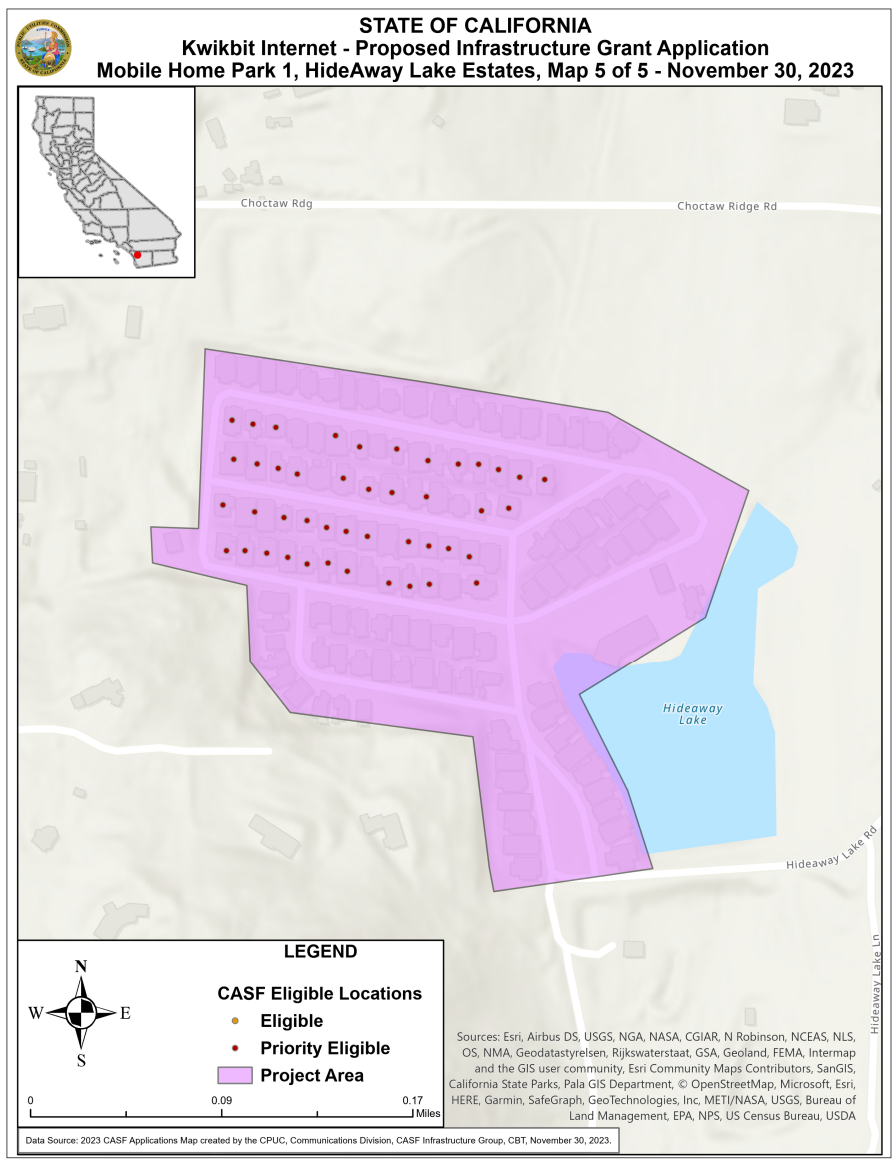 STATE OF CALIFORNIA
Kwikbit Internet - Proposed Infrastructure Grant Application
Mobile Home Park 1, HideAway Lake Estates, Map 5 of 5 - November 30, 2023
Choctaw Rdg
Choctaw Ridge Rd
Hideaway
Lake
Hideaway Lake Rd
Hideaway Lake Ln
LEGEND
N
W
E
S
CASF Eligible Locations
Eligible
Priority Eligible
Project Area
0
0.09
0.17
Miles
Sources: Esri, Airbus DS, USGS, NGA, NASA, CGIAR, N Robinson, NCEAS, NLS,
OS, NMA, Geodatastyrelsen, Rijkswaterstaat, GSA, Geoland, FEMA, Intermap
and the GIS user community, Esri Community Maps Contributors, SanGIS,
California State Parks, Pala GIS Department, © OpenStreetMap, Microsoft, Esri,
HERE, Garmin, SafeGraph, GeoTechnologies, Inc, METI/NASA, USGS, Bureau of
Land Management, EPA, NPS, US Census Bureau, USDA
Data Source: 2023 CASF Applications Map created by the CPUC, Communications Division, CASF Infrastructure Group, CBT, November 30, 2023.